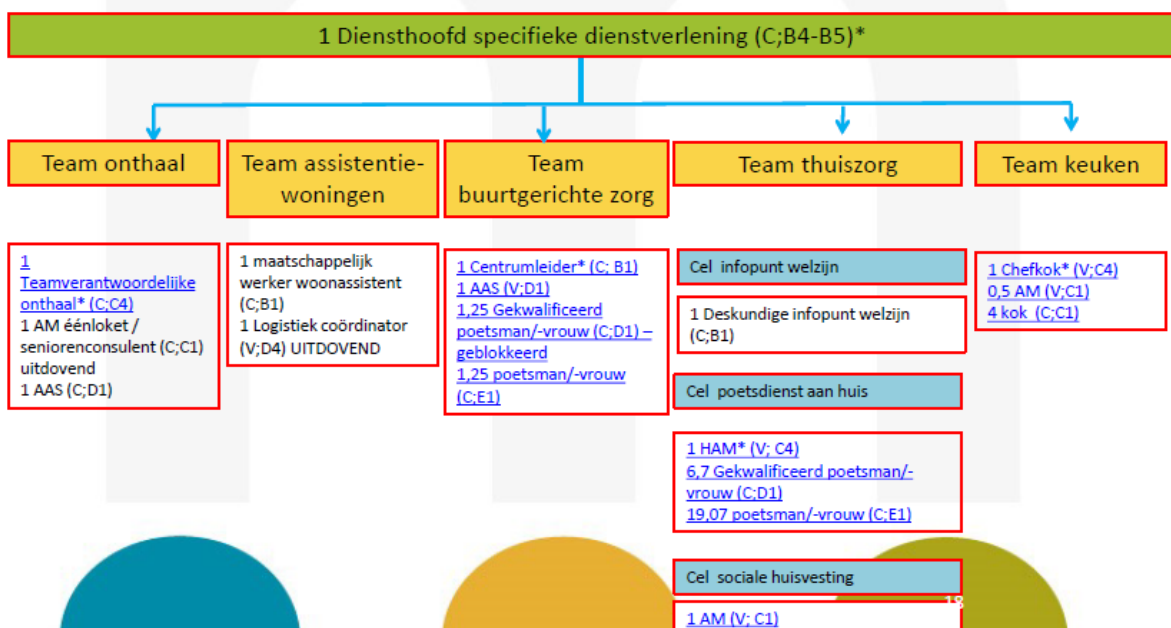 1 Diensthoofd specifieke dienstverlening (C;B4-B5)*
Team onthaal
Team assistentie-
woningen
Team
buurtgerichte zorg
Team thuiszorg
Team keuken
1
Teamverantwoordelijke
onthaal* (C;C4)
1 AM éénloket /
seniorenconsulent (C;C1)
uitdovend
1 AAS (C;D1)
1 maatschappelijk
werker woonassistent
(C;B1)
1 Logistiek coördinator
(V;D4) UITDOVEND
1 Centrumleider* (C; B1)
1 AAS (V;D1)
1,25 Gekwalificeerd
poetsman/-vrouw (C;D1) –
geblokkeerd
1,25 poetsman/-vrouw
(C;E1)
Cel infopunt welzijn
1 Deskundige infopunt welzijn
(C;B1)
Cel poetsdienst aan huis
1 HAM* (V; C4)
6,7 Gekwalificeerd poetsman/-
vrouw (C;D1)
19,07 poetsman/-vrouw (C;E1)
Cel sociale huisvesting
18
1 AM (V; C1)
1 Chefkok* (V;C4)
0,5 AM (V;C1)
4 kok (C;C1)